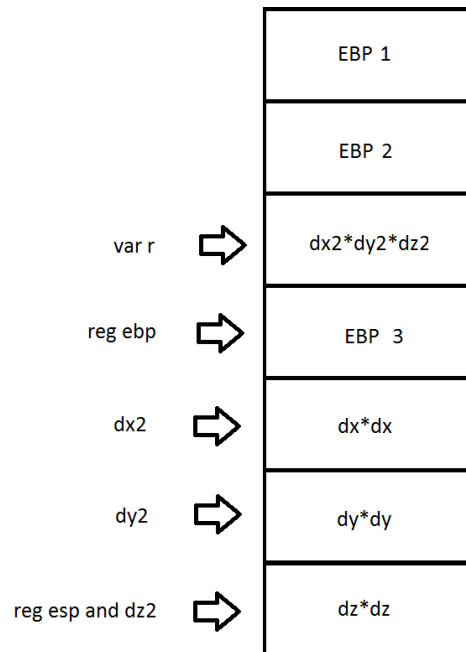 EBP 1
EBP 2
var r dx2*dy2*dz2
reg ebp EBP 3
dx2 dx*dx
dy2 dy*dy
reg esp and dz2 dz*dz